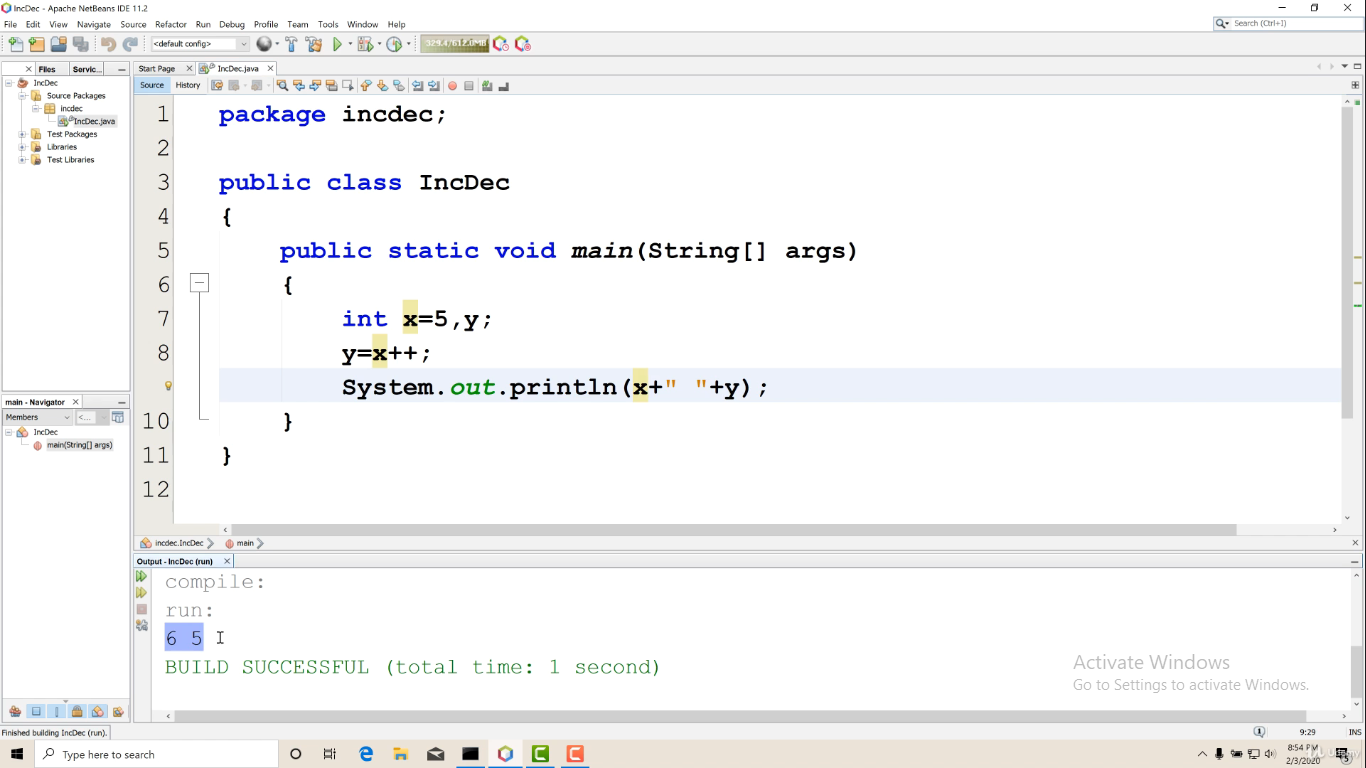 IncDec - Apache NetBeans IDE 11.2
File Edit View Navigate Source Refactor Run Debug Profile Team Tools Window Help
Search (Ctrl+I)
<default config>
329.4/612.0MB
Files Servic...
Start Page IncDec.java
Source History
IncDec
Source Packages
incdec
IncDec.java
Test Packages
Libraries
Test Libraries
1 package incdec;
2
3 public class IncDec
4 {
5 public static void main(String[] args)
6 {
7 int x=5,y;
8 y=x++;
System.out.println(x+" "+y);
10 }
11 }
12
main - Navigator
Members <...
IncDec
main(String[] args)
incdec.IncDec main
Output - IncDec (run)
compile:
run:
6 5
BUILD SUCCESSFUL (total time: 1 second)
Activate Windows
Go to Settings to activate Windows.
Finished building IncDec (run).
9:29 INS
Type here to search
8:54 PM
2/3/2020
5